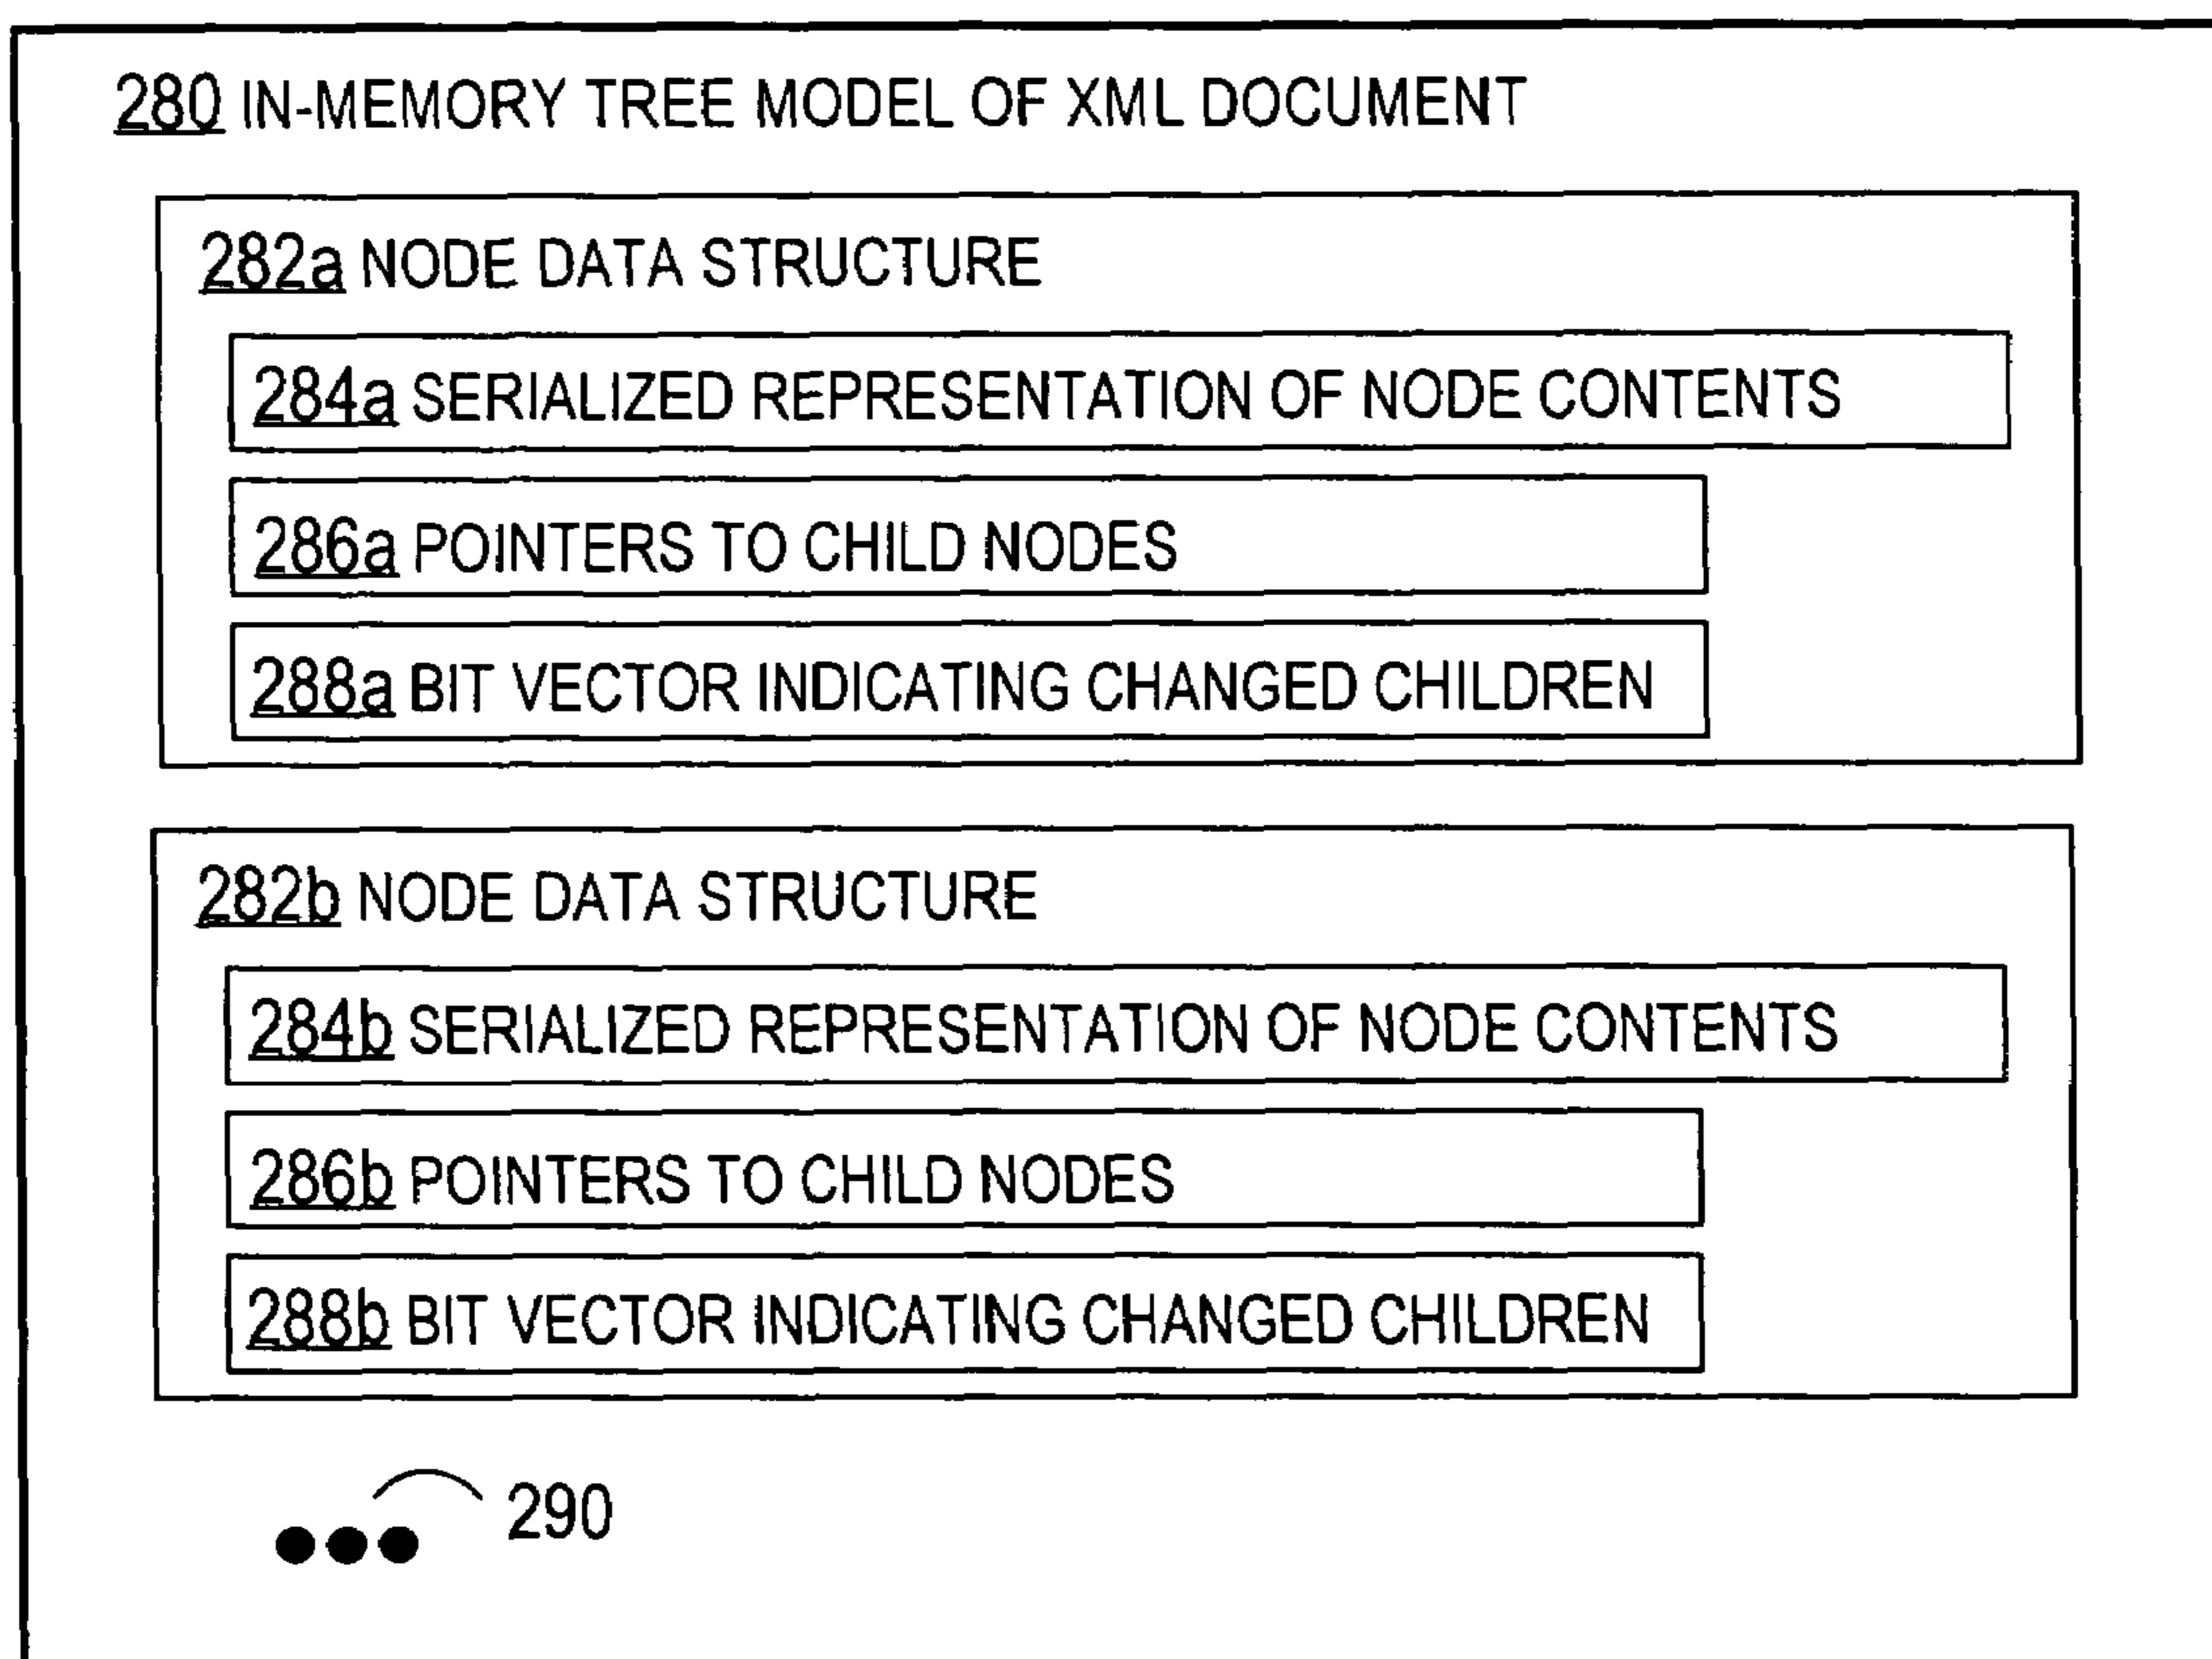 280 IN-MEMORY TREE MODEL OF XML DOCUMENT
282a NODE DATA STRUCTURE
284a SERIALIZED REPRESENTATION OF NODE CONTENTS
286a POINTERS TO CHILD NODES
288a BIT VECTOR INDICATING CHANGED CHILDREN
282b NODE DATA STRUCTURE
284b SERIALIZED REPRESENTATION OF NODE CONTENTS
286b POINTERS TO CHILD NODES
288b BIT VECTOR INDICATING CHANGED CHILDREN
290